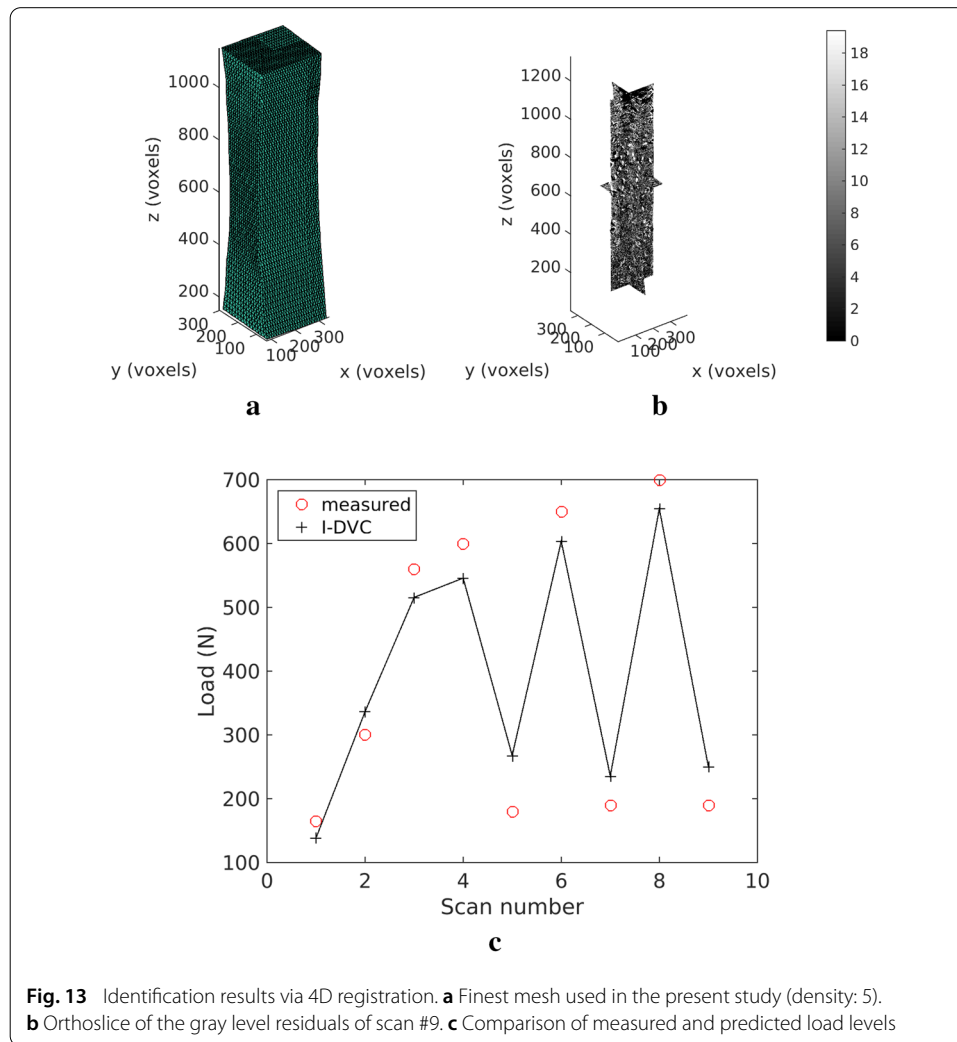 1000
800
600
400
200
z (voxels)
300
200
100
y (voxels)
100
200
300
x (voxels)
a
1200
1000
800
600
400
200
z (voxels)
300
200
100
y (voxels)
100
200
300
x (voxels)
b
18
16
14
12
10
8
6
4
2
0
700
600
500
400
300
200
100
Load (N)
measured
I-DVC
0 2 4 6 8 10
Scan number
c
Fig. 13 Identification results via 4D registration. a Finest mesh used in the present study (density: 5).
b Orthoslice of the gray level residuals of scan #9. c Comparison of measured and predicted load levels